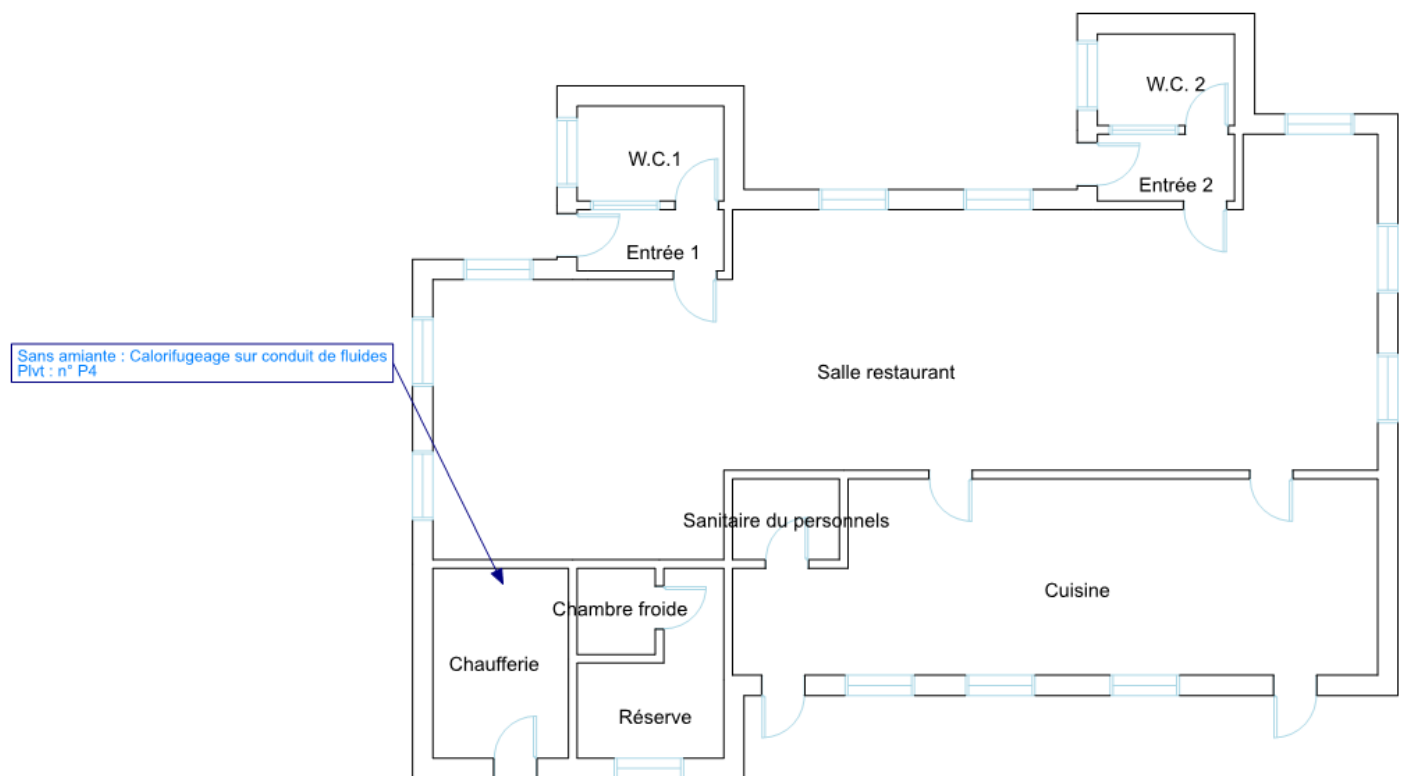 W.C. 2
W.C.1
Entrée 2
Entrée 1
Sans amiante : Calorifugeage sur conduit de fluides
Plvt : n° P4
Salle restaurant
Sanitaire du personnels
Cuisine
Chambre froide
Chaufferie
Réserve